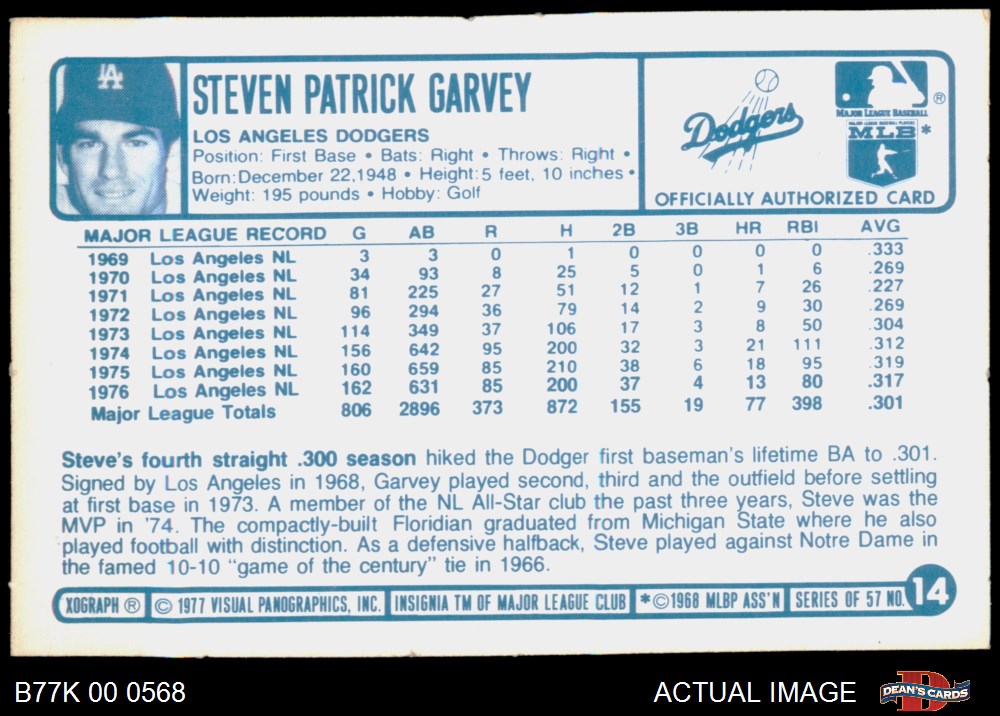 LA
STEVEN PATRICK GARVEY
LOS ANGELES DODGERS
Position: First Base • Bats: Right • Throws: Right •
Born: December 22, 1948 • Height: 5 feet, 10 inches •
Weight: 195 pounds • Hobby: Golf
Dodgers
MAJOR LEAGUE BASEBALL
®
MAJOR LEAGUE BASEBALL PLAYERS
MLB *
OFFICIALLY AUTHORIZED CARD
MAJOR LEAGUE RECORD G AB R H 2B 3B HR RBI AVG
1969 Los Angeles NL 3 3 0 1 0 0 0 0 .333
1970 Los Angeles NL 34 93 8 25 5 0 1 6 .269
1971 Los Angeles NL 81 225 27 51 12 1 7 26 .227
1972 Los Angeles NL 96 294 36 79 14 2 9 30 .269
1973 Los Angeles NL 114 349 37 106 17 3 8 50 .304
1974 Los Angeles NL 156 642 95 200 32 3 21 111 .312
1975 Los Angeles NL 160 659 85 210 38 6 18 95 .319
1976 Los Angeles NL 162 631 85 200 37 4 13 80 .317
Major League Totals 806 2896 373 872 155 19 77 398 .301
Steve's fourth straight .300 season hiked the Dodger first baseman's lifetime BA to .301.
Signed by Los Angeles in 1968, Garvey played second, third and the outfield before settling
at first base in 1973. A member of the NL All-Star club the past three years, Steve was the
MVP in '74. The compactly-built Floridian graduated from Michigan State where he also
played football with distinction. As a defensive halfback, Steve played against Notre Dame in
the famed 10-10 "game of the century" tie in 1966.
XOGRAPH ® © 1977 VISUAL PANOGRAPHICS, INC. INSIGNIA TM OF MAJOR LEAGUE CLUB *©1968 MLBP ASS'N SERIES OF 57 NO. 14
B77K 00 0568 ACTUAL IMAGE DEAN'S CARDS